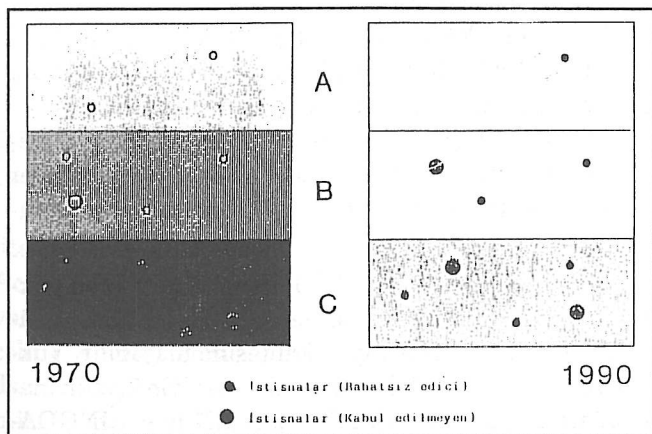 A
B
C
1970
1990
İstisnalar (Rahatsız edici)
İstisnalar (Kabul edilmeyen)